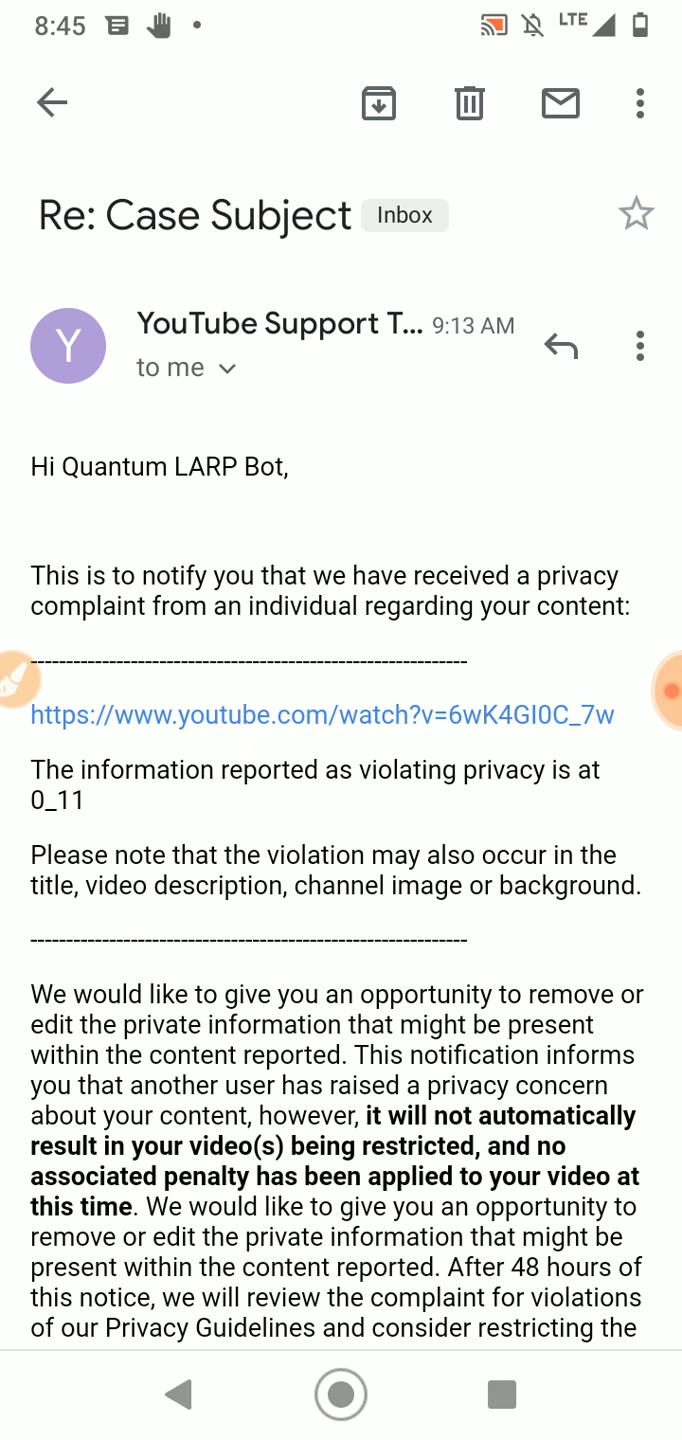 8:45
LTE
Re: Case Subject Inbox
Y
YouTube Support T... 9:13 AM
to me
Hi Quantum LARP Bot,
This is to notify you that we have received a privacy
complaint from an individual regarding your content:
-------------------------------------------------------------
https://www.youtube.com/watch?v=6wK4GI0C_7w
The information reported as violating privacy is at
0_11
Please note that the violation may also occur in the
title, video description, channel image or background.
-------------------------------------------------------------
We would like to give you an opportunity to remove or
edit the private information that might be present
within the content reported. This notification informs
you that another user has raised a privacy concern
about your content, however, it will not automatically
result in your video(s) being restricted, and no
associated penalty has been applied to your video at
this time. We would like to give you an opportunity to
remove or edit the private information that might be
present within the content reported. After 48 hours of
this notice, we will review the complaint for violations
of our Privacy Guidelines and consider restricting the